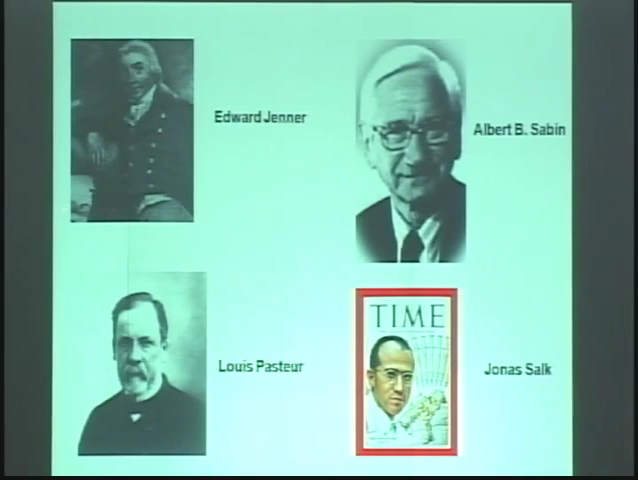 Edward Jenner
Albert B. Sabin
Louis Pasteur
TIME
Jonas Salk